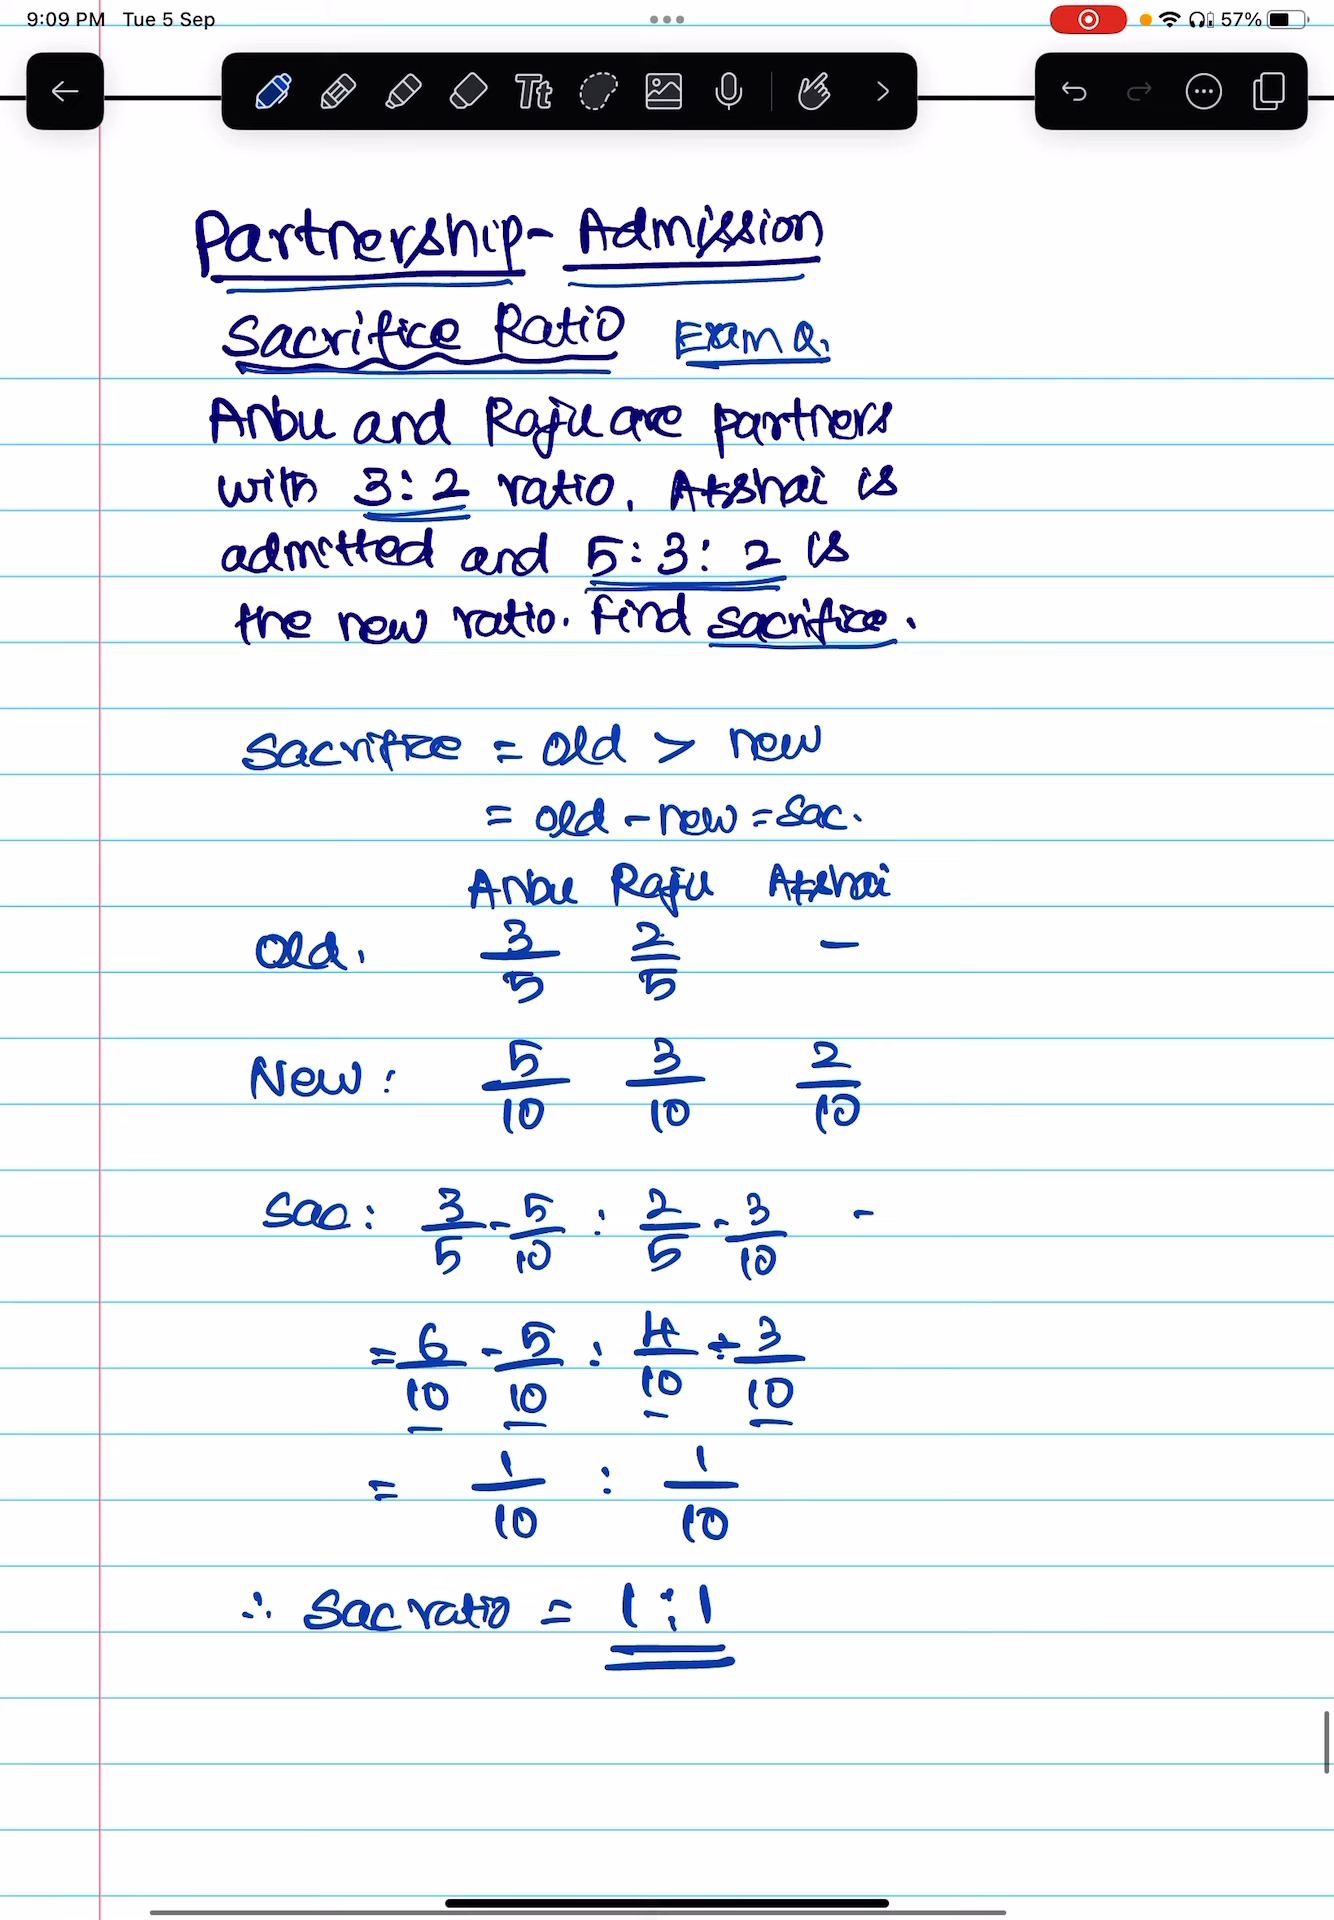 9:09 PM Tue 5 Sep 57%
Tt
Partnership- Admission
Sacrifice Ratio Exam Q.
Anbu and Raju are partners
with 3:2 ratio. Akshai is
admitted and 5:3:2 is
the new ratio. Find sacrifice.
Sacrifice = old > new
= old - new = Sac.
Anbu Raju Akshai
Old. 3/5 2/5 -
New: 5/10 3/10 2/10
Sac: 3/5 - 5/10 : 2/5 - 3/10 -
= 6/10 - 5/10 : 4/10 - 3/10
= 1/10 : 1/10
∴ Sac ratio = 1:1